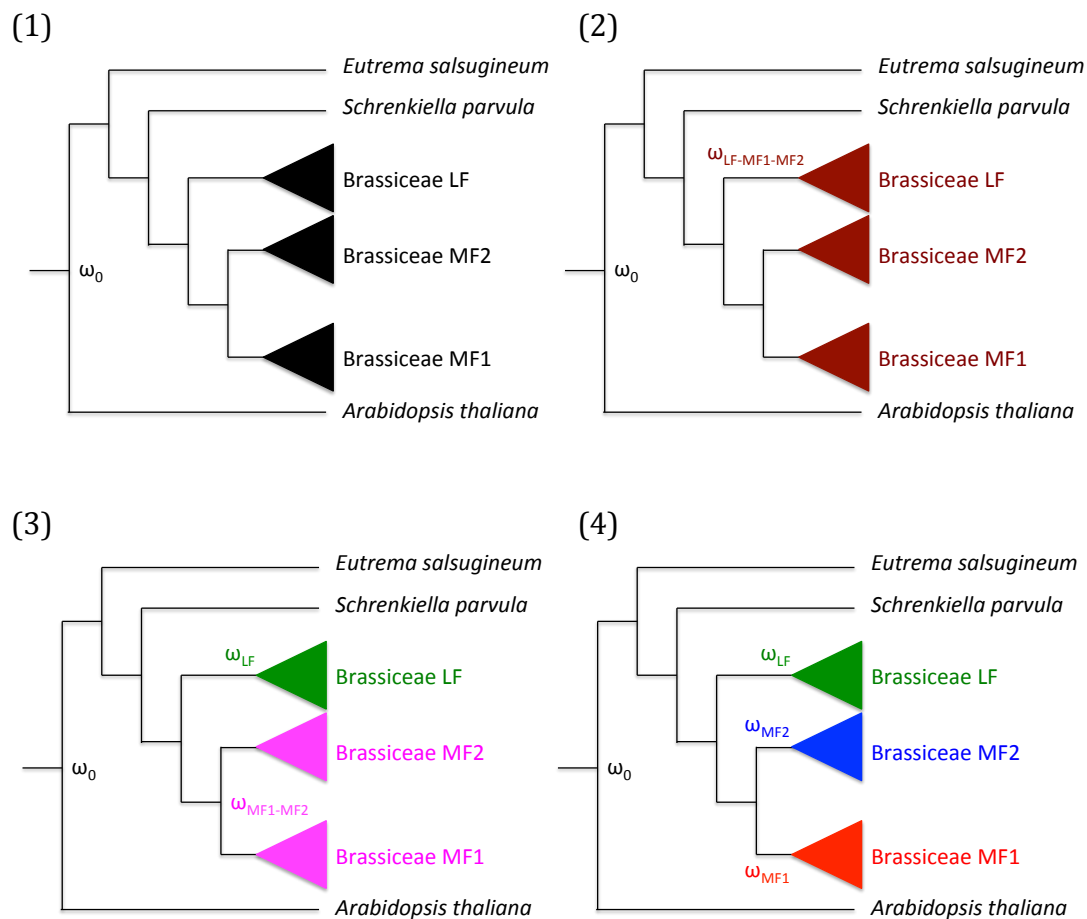 (1)
Eutrema salsugineum
Schrenkiella parvula
Brassiceae LF
Brassiceae MF2
ω0
Brassiceae MF1
Arabidopsis thaliana
(2)
Eutrema salsugineum
Schrenkiella parvula
ωLF-MF1-MF2
Brassiceae LF
Brassiceae MF2
ω0
Brassiceae MF1
Arabidopsis thaliana
(3)
Eutrema salsugineum
Schrenkiella parvula
ωLF
Brassiceae LF
Brassiceae MF2
ω0
ωMF1-MF2
Brassiceae MF1
Arabidopsis thaliana
(4)
Eutrema salsugineum
Schrenkiella parvula
ωLF
Brassiceae LF
ωMF2
Brassiceae MF2
ω0
Brassiceae MF1
ωMF1
Arabidopsis thaliana